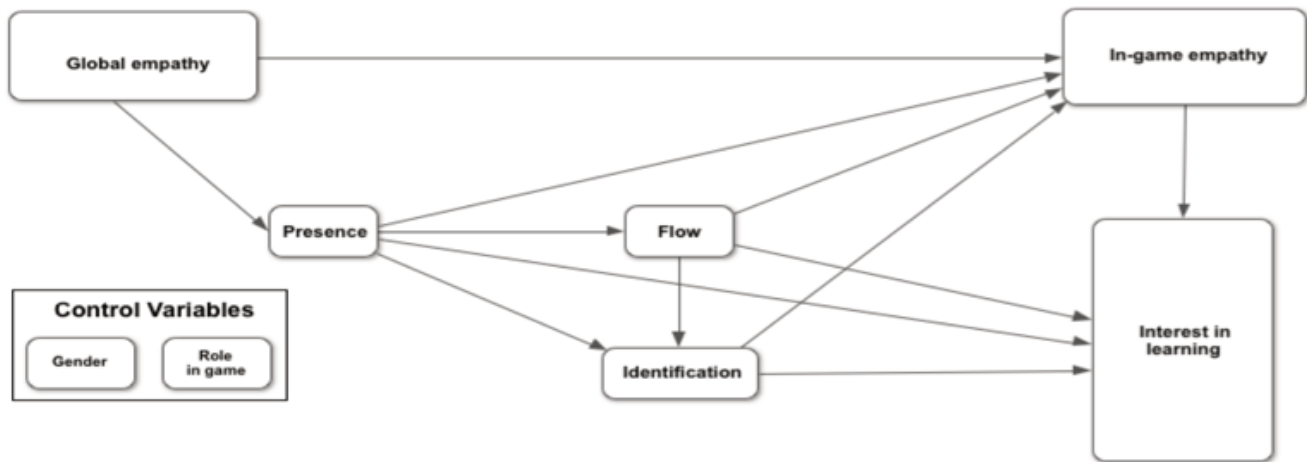 Global empathy
In-game empathy
Presence
Flow
Control Variables
Gender
Role
in game
Identification
Interest in
learning